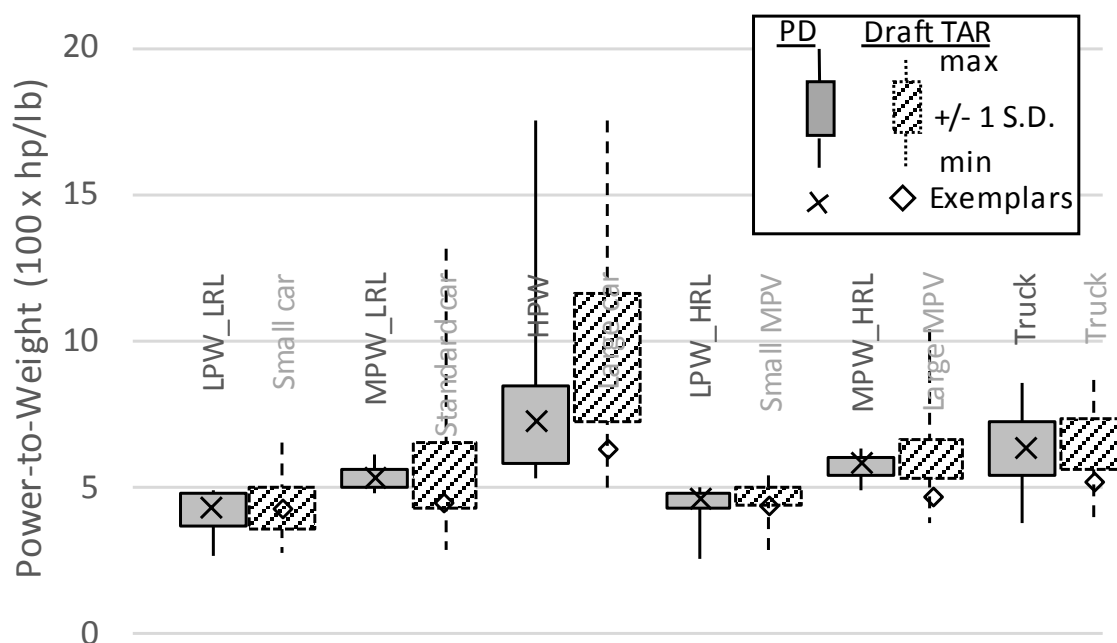 Power-to-Weight (100 x hp/lb)
20
15
10
5
0
PD Draft TAR
max
+/- 1 S.D.
min
Exemplars
LPW_LRL
Small car
MPW_LRL
Standard car
HPW
Large car
LPW_HRL
Small MPV
MPW_HRL
Large MPV
Truck
Truck